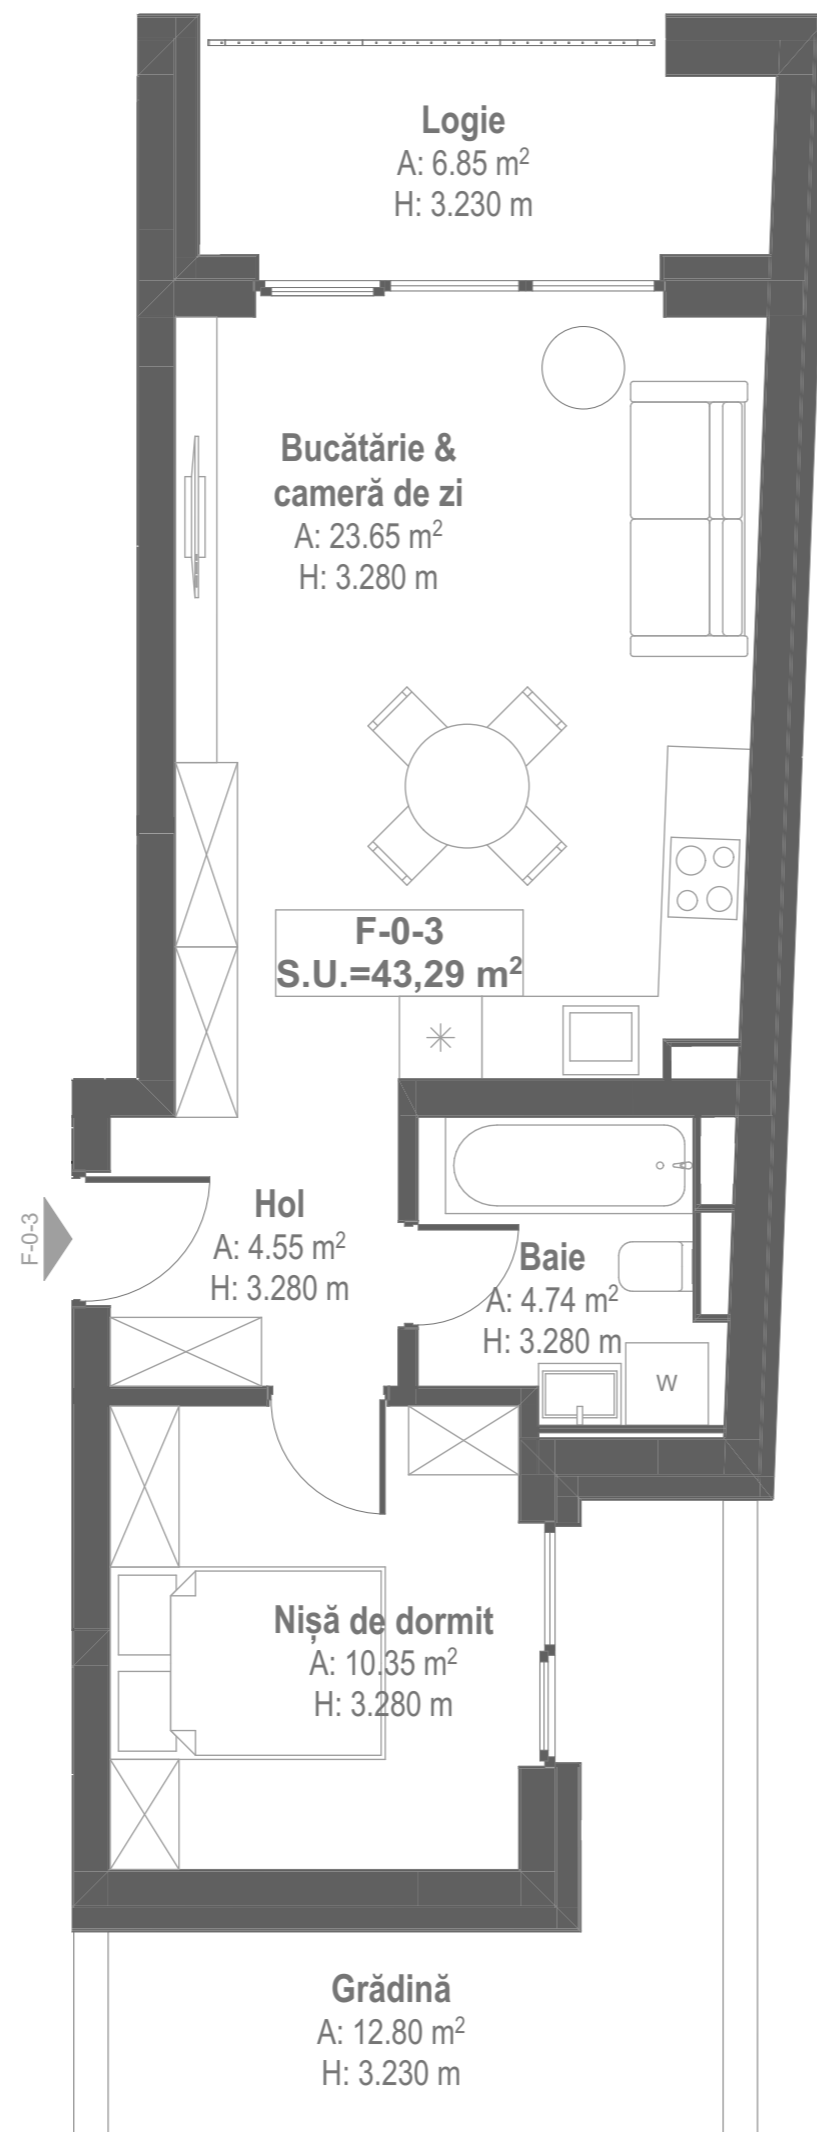 Logie
A: 6.85 m²
H: 3.230 m
Bucătărie &
cameră de zi
A: 23.65 m²
H: 3.280 m
F-0-3
S.U.=43,29 m²
F-0-3
Hol
A: 4.55 m²
H: 3.280 m
Baie
A: 4.74 m²
H: 3.280 m
W
Nișă de dormit
A: 10.35 m²
H: 3.280 m
Grădină
A: 12.80 m²
H: 3.230 m